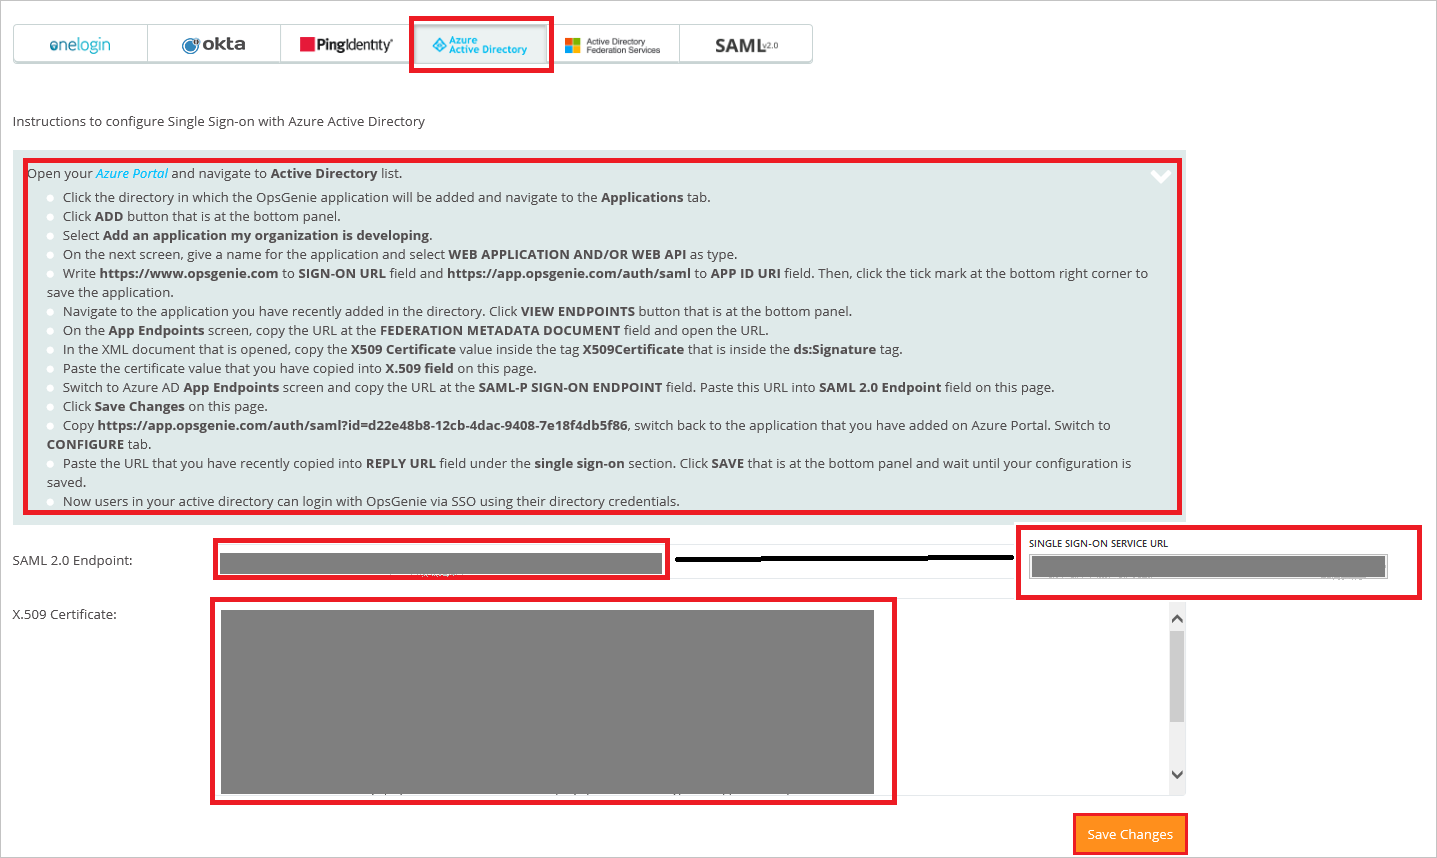 onelogin
okta
PingIdentity®
Azure
Active Directory
Active Directory
Federation Services
SAML v2.0
Instructions to configure Single Sign-on with Azure Active Directory
Open your Azure Portal and navigate to Active Directory list.
Click the directory in which the OpsGenie application will be added and navigate to the Applications tab.
Click ADD button that is at the bottom panel.
Select Add an application my organization is developing.
On the next screen, give a name for the application and select WEB APPLICATION AND/OR WEB API as type.
Write https://www.opsgenie.com to SIGN-ON URL field and https://app.opsgenie.com/auth/saml to APP ID URI field. Then, click the tick mark at the bottom right corner to
save the application.
Navigate to the application you have recently added in the directory. Click VIEW ENDPOINTS button that is at the bottom panel.
On the App Endpoints screen, copy the URL at the FEDERATION METADATA DOCUMENT field and open the URL.
In the XML document that is opened, copy the X509 Certificate value inside the tag X509Certificate that is inside the ds:Signature tag.
Paste the certificate value that you have copied into X.509 field on this page.
Switch to Azure AD App Endpoints screen and copy the URL at the SAML-P SIGN-ON ENDPOINT field. Paste this URL into SAML 2.0 Endpoint field on this page.
Click Save Changes on this page.
Copy https://app.opsgenie.com/auth/saml?id=d22e48b8-12cb-4dac-9408-7e18f4db5f86, switch back to the application that you have added on Azure Portal. Switch to
CONFIGURE tab.
Paste the URL that you have recently copied into REPLY URL field under the single sign-on section. Click SAVE that is at the bottom panel and wait until your configuration is
saved.
Now users in your active directory can login with OpsGenie via SSO using their directory credentials.
SAML 2.0 Endpoint:
SINGLE SIGN-ON SERVICE URL
X.509 Certificate:
Save Changes